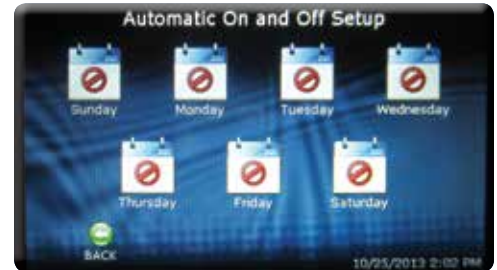 Automatic On and Off Setup
Sunday Monday Tuesday Wednesday
Thursday Friday Saturday
BACK
10/25/2013 2:02 PM